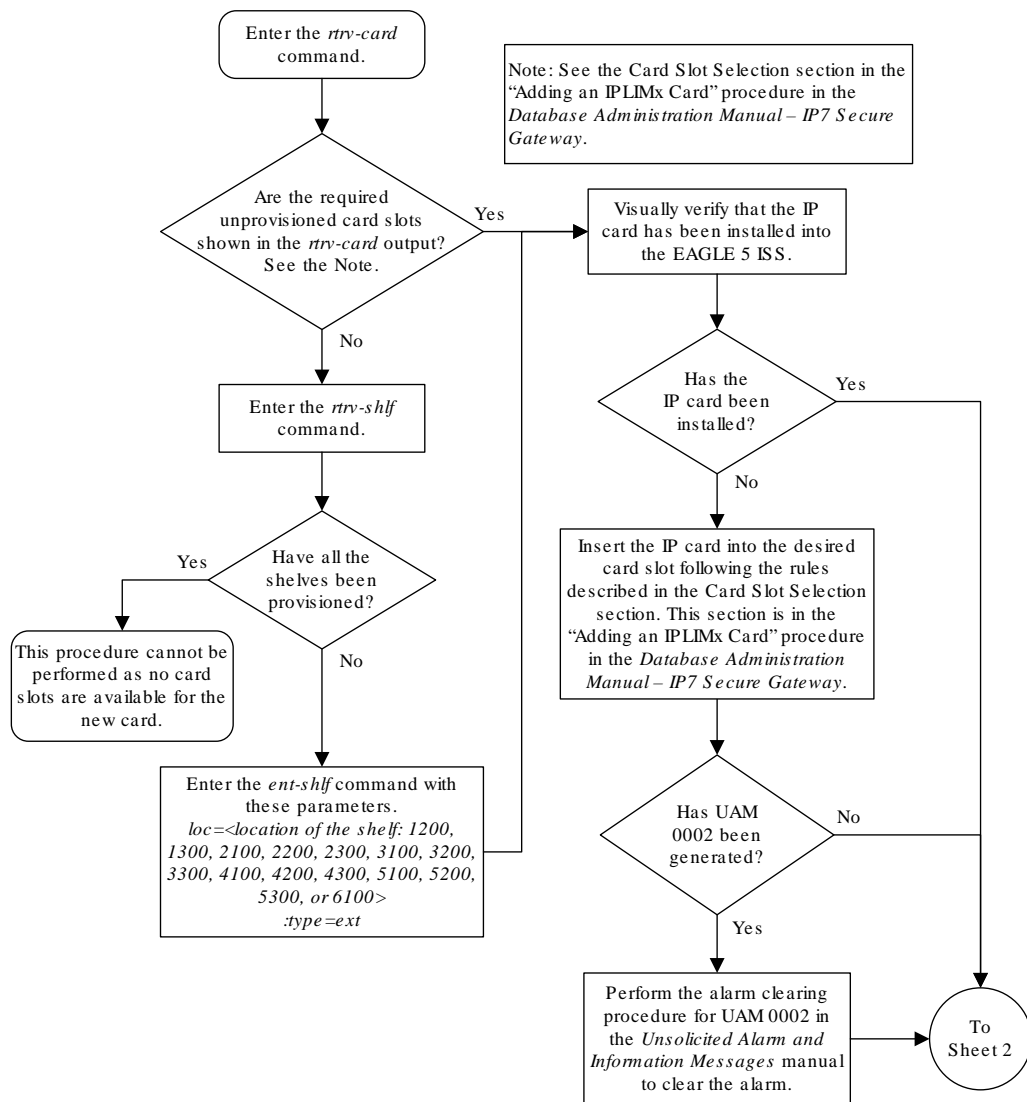 Enter the rtrv-card
command.
Note: See the Card Slot Selection section in the
“Adding an IPLIMx Card” procedure in the
Database Administration Manual – IP7 Secure
Gateway.
Are the required
unprovisioned card slots
shown in the rtrv-card output?
See the Note.
Yes
No
Enter the rtrv-shlf
command.
Have all the
shelves been
provisioned?
Yes
No
This procedure cannot be
performed as no card
slots are available for the
new card.
Enter the ent-shlf command with
these parameters.
loc=<location of the shelf: 1200,
1300, 2100, 2200, 2300, 3100, 3200,
3300, 4100, 4200, 4300, 5100, 5200,
5300, or 6100>
:type=ext
Visually verify that the IP
card has been installed into
the EAGLE 5 ISS.
Has the
IP card been
installed?
Yes
No
Insert the IP card into the desired
card slot following the rules
described in the Card Slot Selection
section. This section is in the
“Adding an IPLIMx Card” procedure
in the Database Administration
Manual – IP7 Secure Gateway.
Has UAM
0002 been
generated?
No
Yes
Perform the alarm clearing
procedure for UAM 0002 in
the Unsolicited Alarm and
Information Messages manual
to clear the alarm.
To
Sheet 2